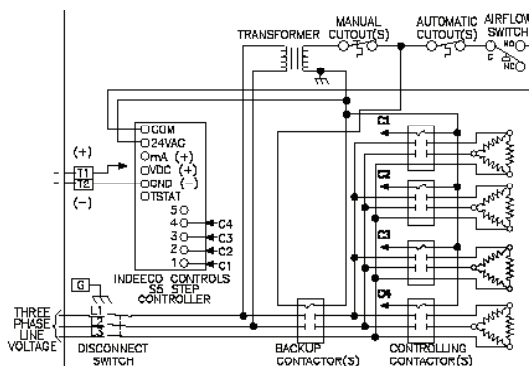 MANUAL
CUTOUT(S)
AUTOMATIC
CUTOUT(S)
AIRFLOW
SWITCH
TRANSFORMER
NO
C
NC
COM
24VAC
mA (+)
VDC (+)
GND (-)
TSTAT
5
4
3
2
1
C4
C3
C2
C1
(+)
T1
T2
(-)
INDEECO CONTROLS
S5 STEP
CONTROLLER
C1
C2
C3
C4
G
THREE
PHASE
LINE
VOLTAGE
L1
L2
L3
DISCONNECT
SWITCH
BACKUP
CONTACTOR(S)
CONTROLLING
CONTACTOR(S)